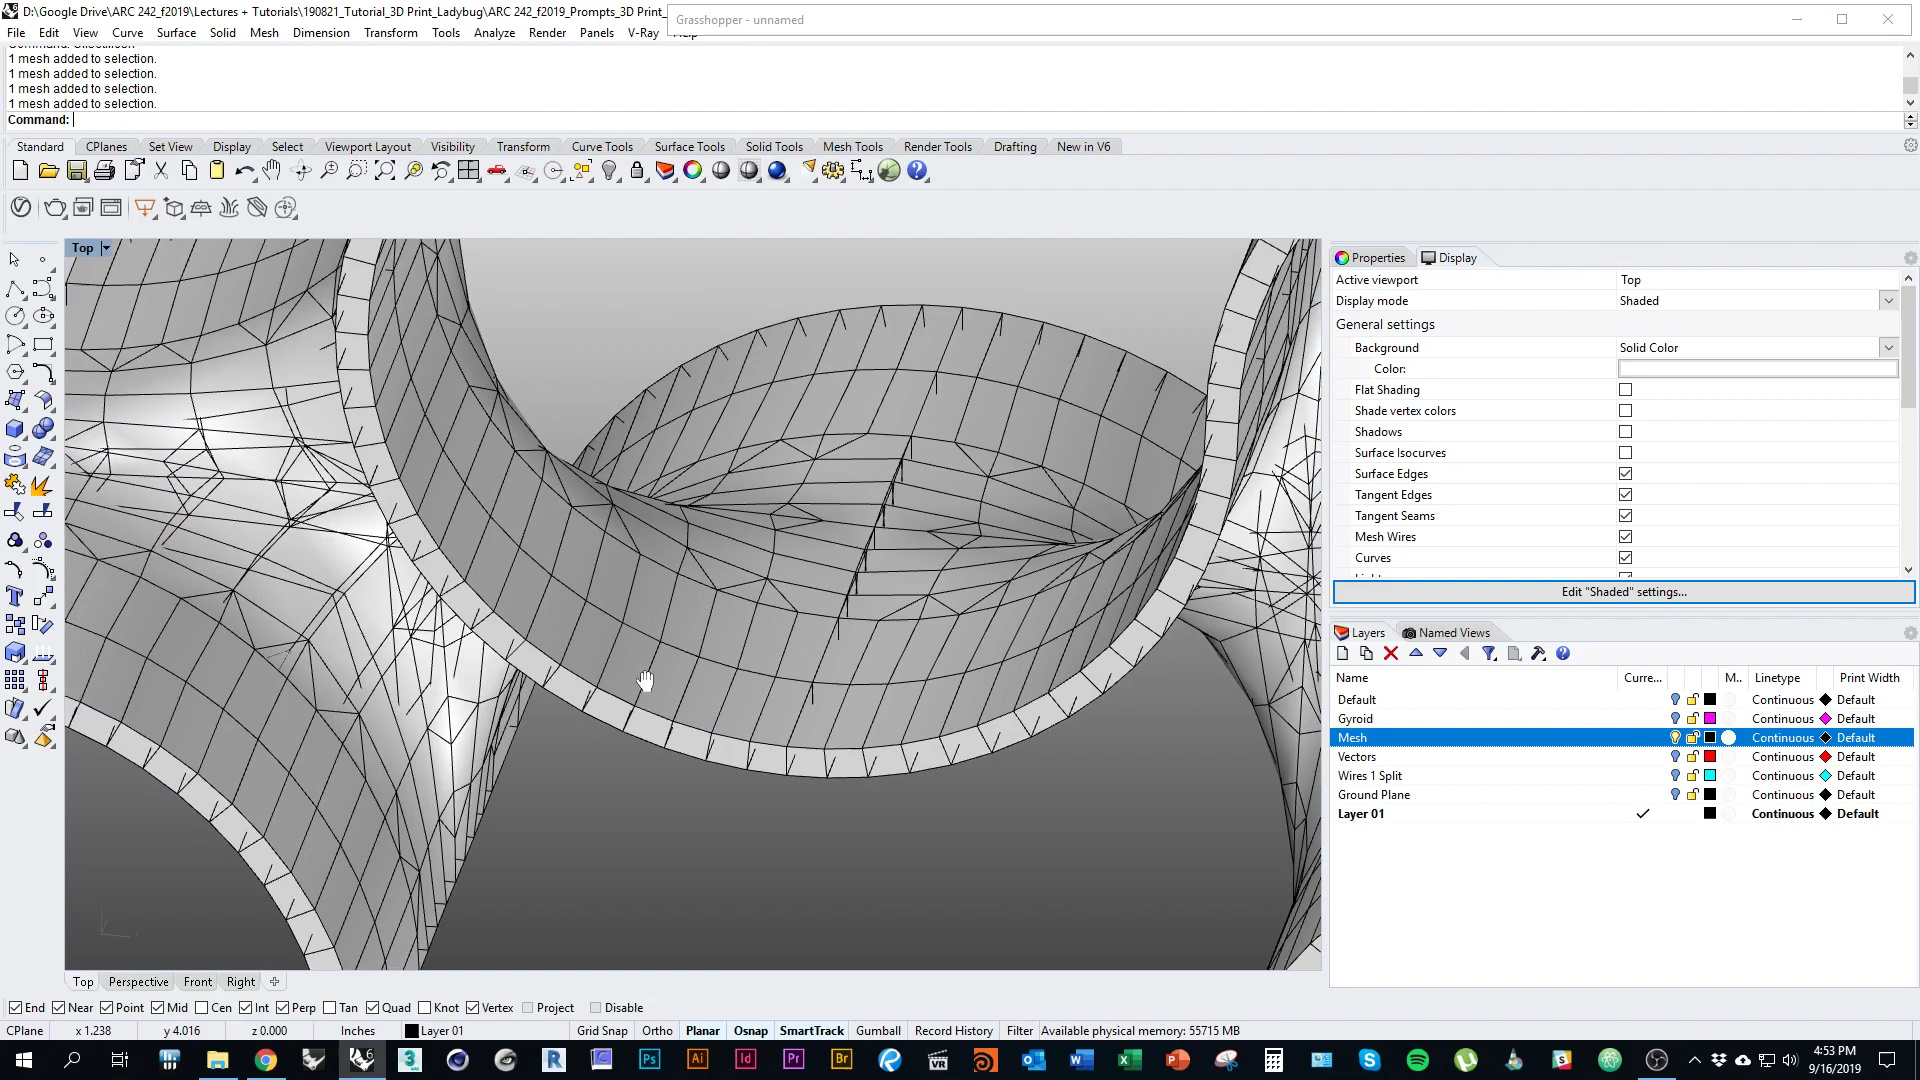 D:\Google Drive\ARC 242_f2019\Lectures + Tutorials\190821_Tutorial_3D Print_Ladybug\ARC 242_f2019_Prompts_3D Print_
Grasshopper - unnamed
File Edit View Curve Surface Solid Mesh Dimension Transform Tools Analyze Render Panels V-Ray Help
1 mesh added to selection.
1 mesh added to selection.
1 mesh added to selection.
1 mesh added to selection.
Command:
Standard CPlanes Set View Display Select Viewport Layout Visibility Transform Curve Tools Surface Tools Solid Tools Mesh Tools Render Tools Drafting New in V6
Top
Properties Display
Active viewport Top
Display mode Shaded
General settings
Background Solid Color
Color:
Flat Shading
Shade vertex colors
Shadows
Surface Isocurves
Surface Edges
Tangent Edges
Tangent Seams
Mesh Wires
Curves
Edit "Shaded" settings...
Layers Named Views
Name Curre... M.. Linetype Print Width
Default Continuous Default
Gyroid Continuous Default
Mesh Continuous Default
Vectors Continuous Default
Wires 1 Split Continuous Default
Ground Plane Continuous Default
Layer 01 Continuous Default
Top Perspective Front Right
End Near Point Mid Cen Int Perp Tan Quad Knot Vertex Project Disable
CPlane x 1.238 y 4.016 z 0.000 Inches Layer 01 Grid Snap Ortho Planar Osnap SmartTrack Gumball Record History Filter Available physical memory: 55715 MB
4:53 PM
9/16/2019